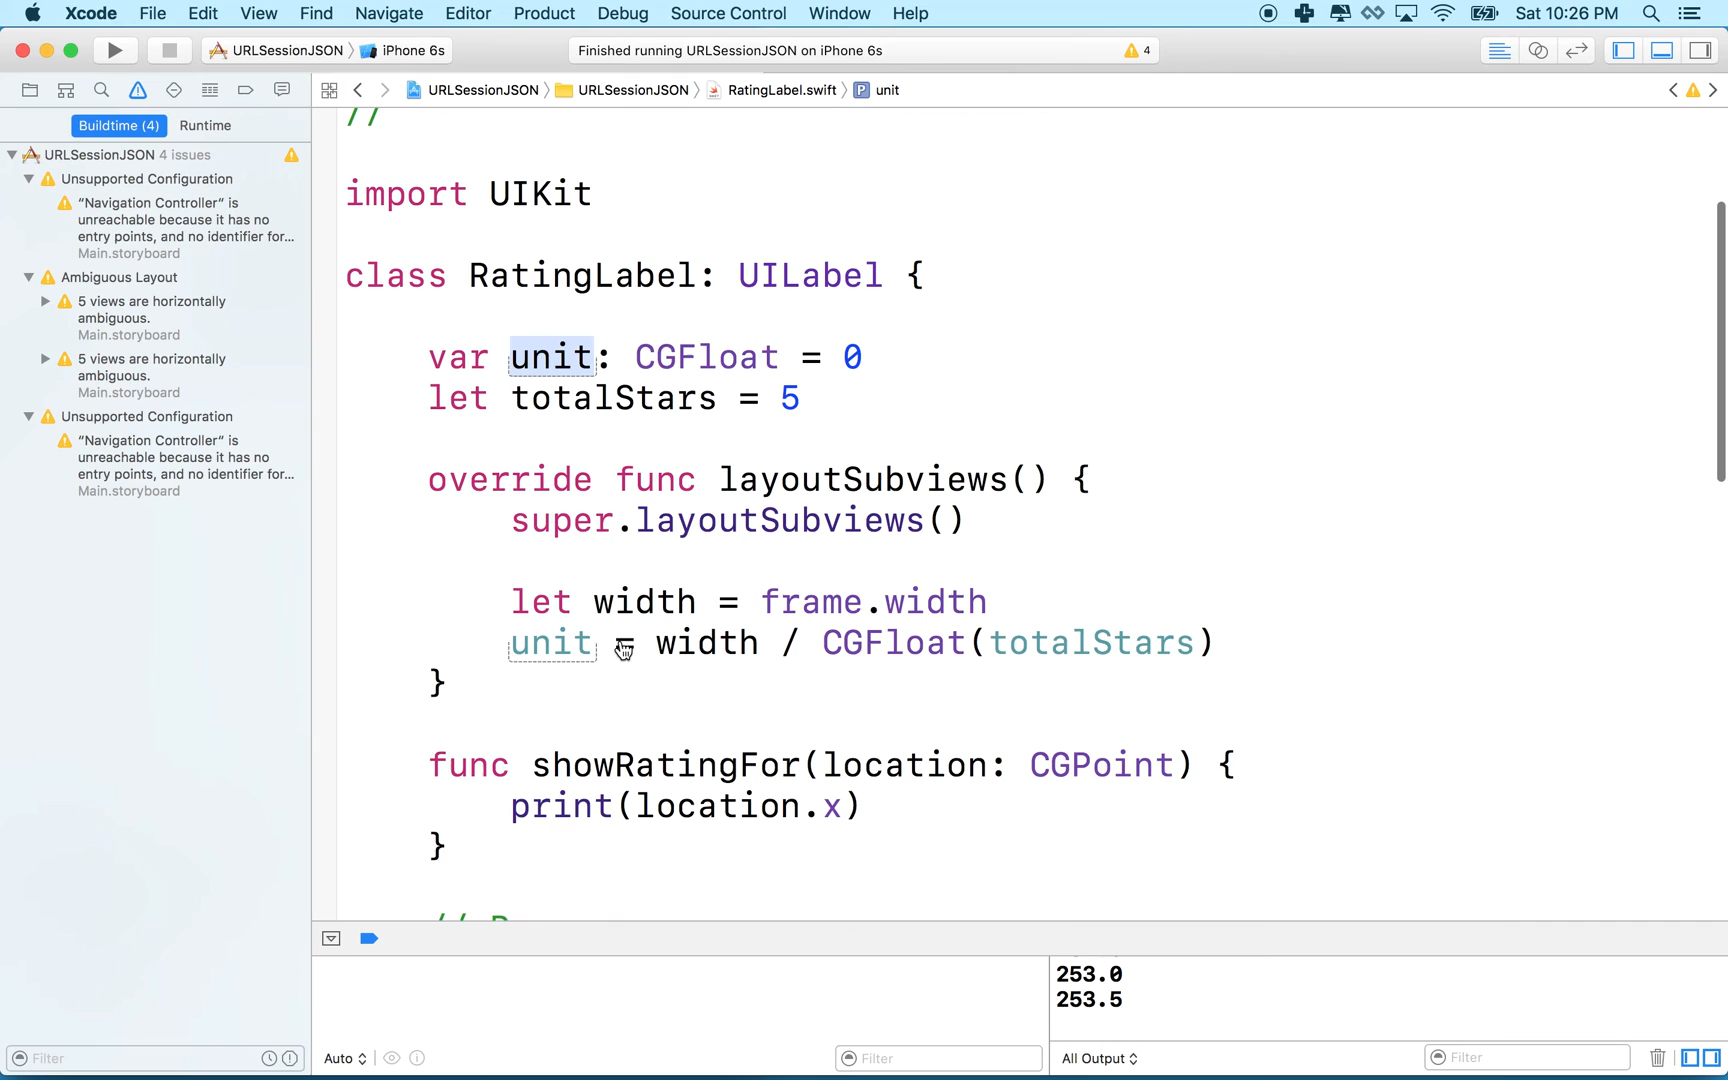 Xcode File Edit View Find Navigate Editor Product Debug Source Control Window Help Sat 10:26 PM
URLSessionJSON iPhone 6s Finished running URLSessionJSON on iPhone 6s 4
URLSessionJSON URLSessionJSON RatingLabel.swift P unit
Buildtime (4) Runtime
URLSessionJSON 4 issues
Unsupported Configuration
“Navigation Controller“ is
unreachable because it has no
entry points, and no identifier for...
Main.storyboard
Ambiguous Layout
5 views are horizontally
ambiguous.
Main.storyboard
5 views are horizontally
ambiguous.
Main.storyboard
Unsupported Configuration
“Navigation Controller“ is
unreachable because it has no
entry points, and no identifier for...
Main.storyboard
//
import UIKit
class RatingLabel: UILabel {
var unit: CGFloat = 0
let totalStars = 5
override func layoutSubviews() {
super.layoutSubviews()
let width = frame.width
unit = width / CGFloat(totalStars)
}
func showRatingFor(location: CGPoint) {
print(location.x)
}
253.0
253.5
Filter Auto Filter All Output Filter